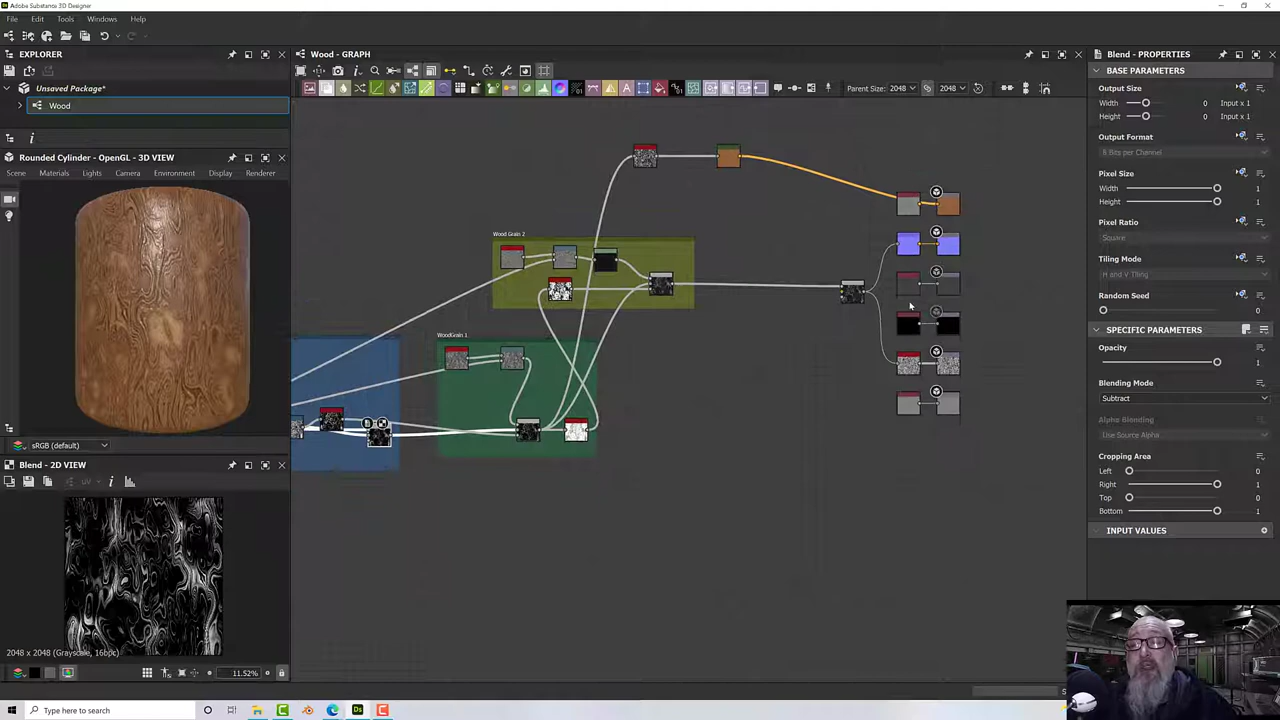 Adobe Substance 3D Designer
File Edit Tools Windows Help
EXPLORER
Unsaved Package*
Wood
Rounded Cylinder - OpenGL - 3D VIEW
Scene Materials Lights Camera Environment Display Renderer
sRGB (default)
Blend - 2D VIEW
UV
2048 x 2048 (Grayscale, 16bpc)
11.52%
Wood - GRAPH
Parent Size: 2048 2048
Wood Grain 2
WoodGrain 1
Blend - PROPERTIES
BASE PARAMETERS
Output Size
Width 0 Input x 1
Height 0 Input x 1
Output Format
8 Bits per Channel
Pixel Size
Width 1
Height 1
Pixel Ratio
Square
Tiling Mode
H and V Tiling
Random Seed
0
SPECIFIC PARAMETERS
Opacity
1
Blending Mode
Subtract
Alpha Blending
Use Source Alpha
Cropping Area
Left 0
Right 1
Top 0
Bottom 1
INPUT VALUES
Type here to search
Ds